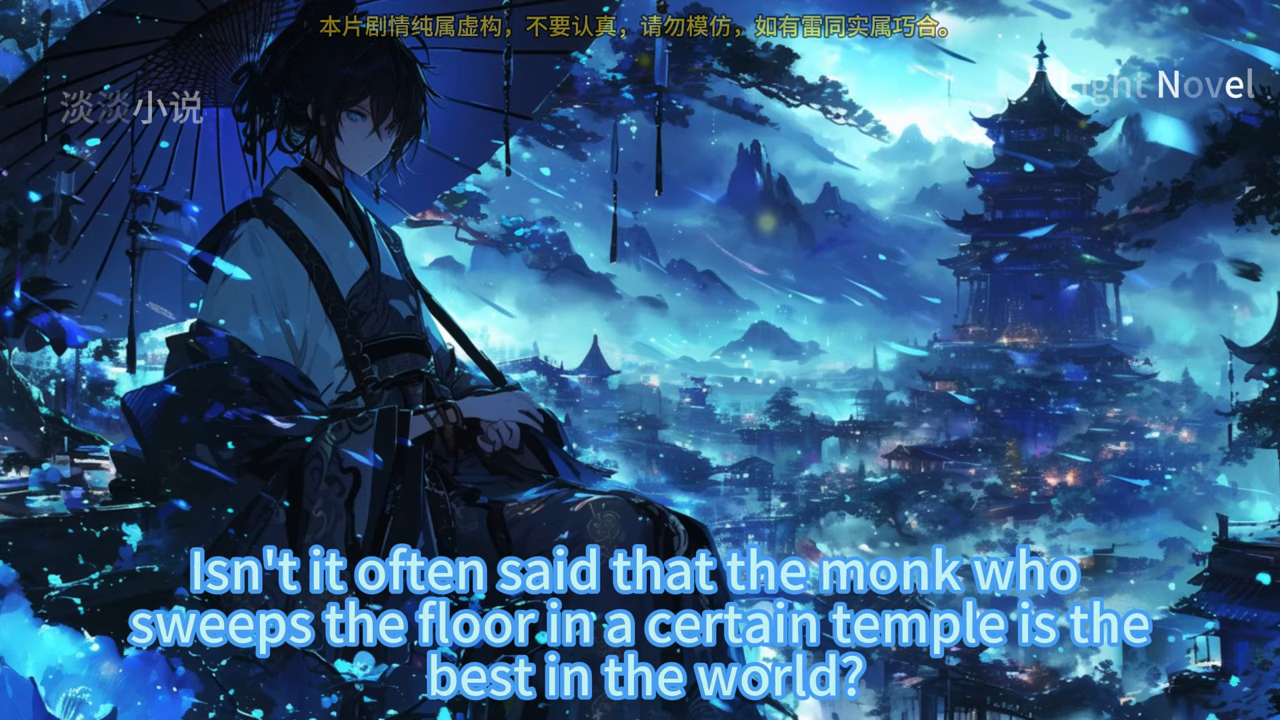 本片剧情纯属虚构，不要认真，请勿模仿，如有雷同实属巧合。
淡淡小说
Light Novel
Isn't it often said that the monk who
sweeps the floor in a certain temple is the
best in the world?